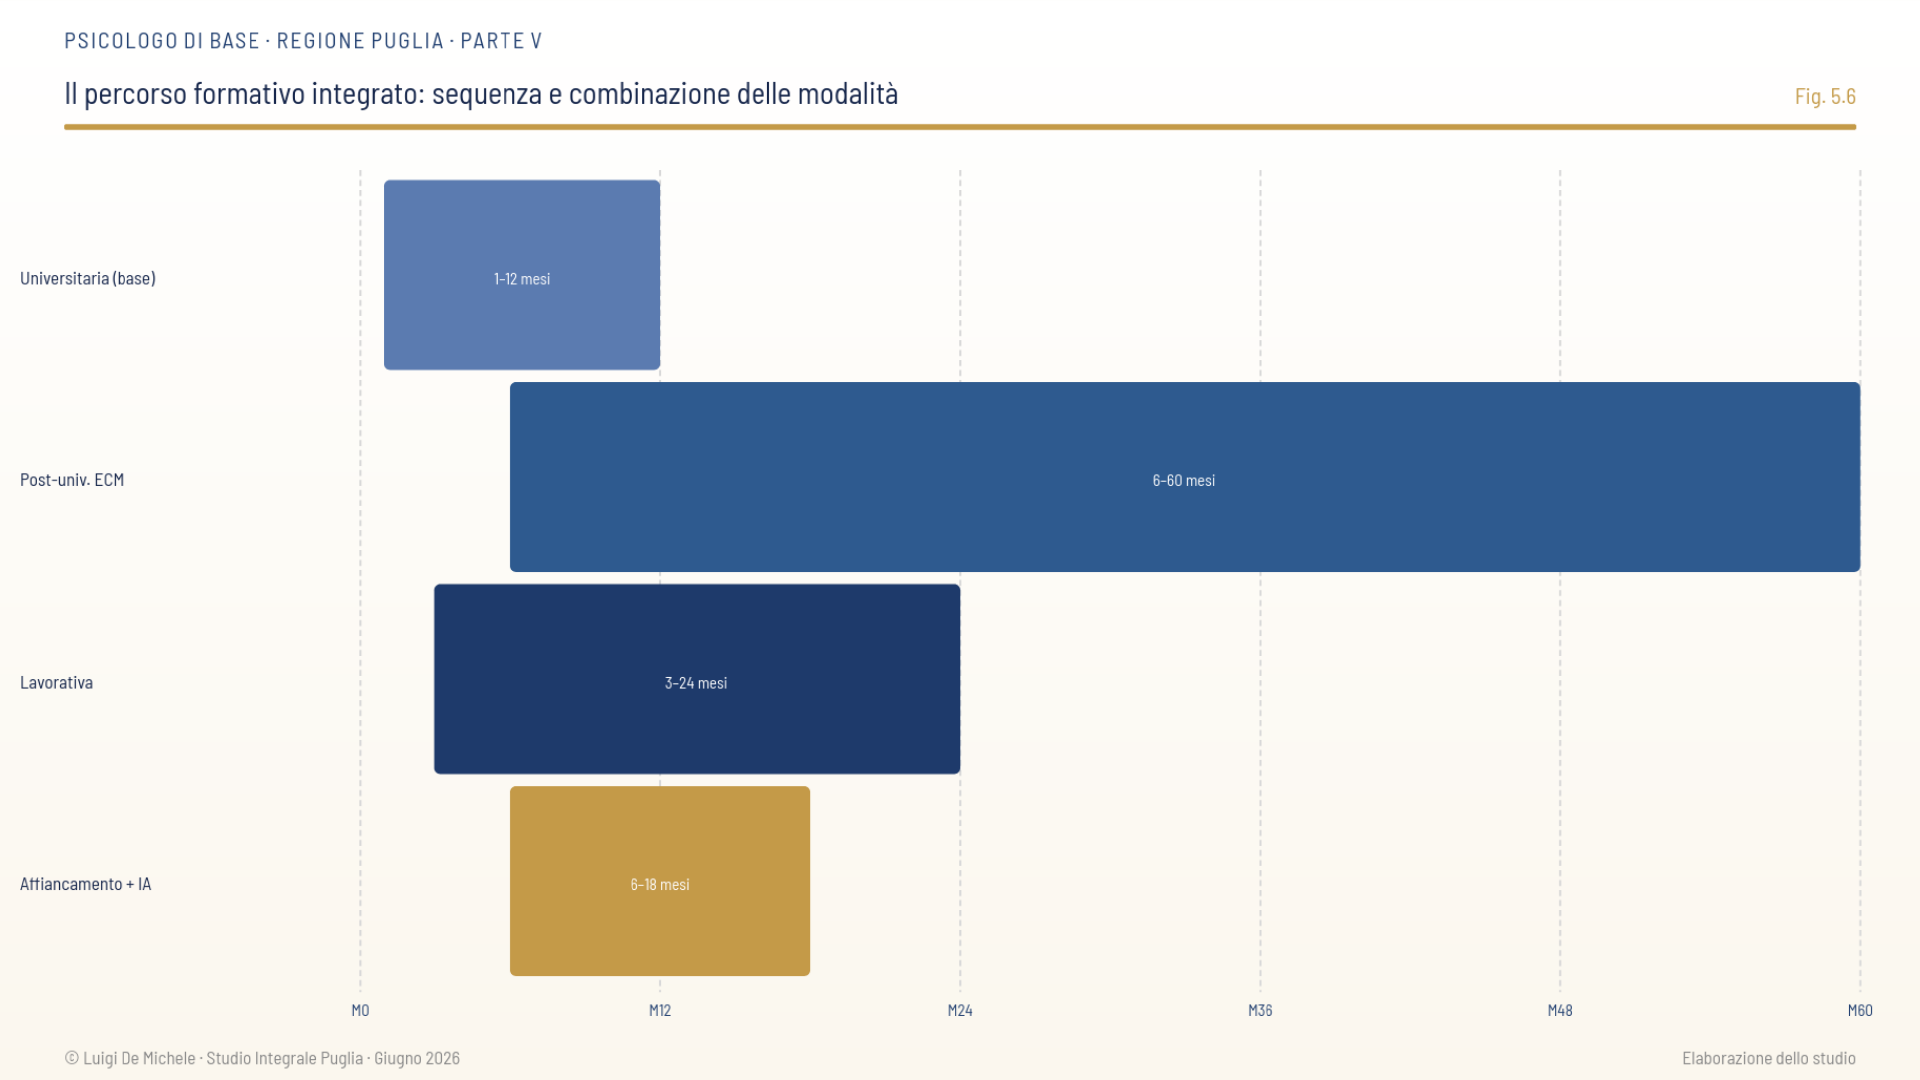 PSICOLOGO DI BASE · REGIONE PUGLIA · PARTE V
Il percorso formativo integrato: sequenza e combinazione delle modalità
Fig. 5.6
Universitaria (base)
1–12 mesi
Post-univ. ECM
6–60 mesi
Lavorativa
3–24 mesi
Affiancamento + IA
6–18 mesi
M0 M12 M24 M36 M48 M60
© Luigi De Michele · Studio Integrale Puglia · Giugno 2026
Elaborazione dello studio